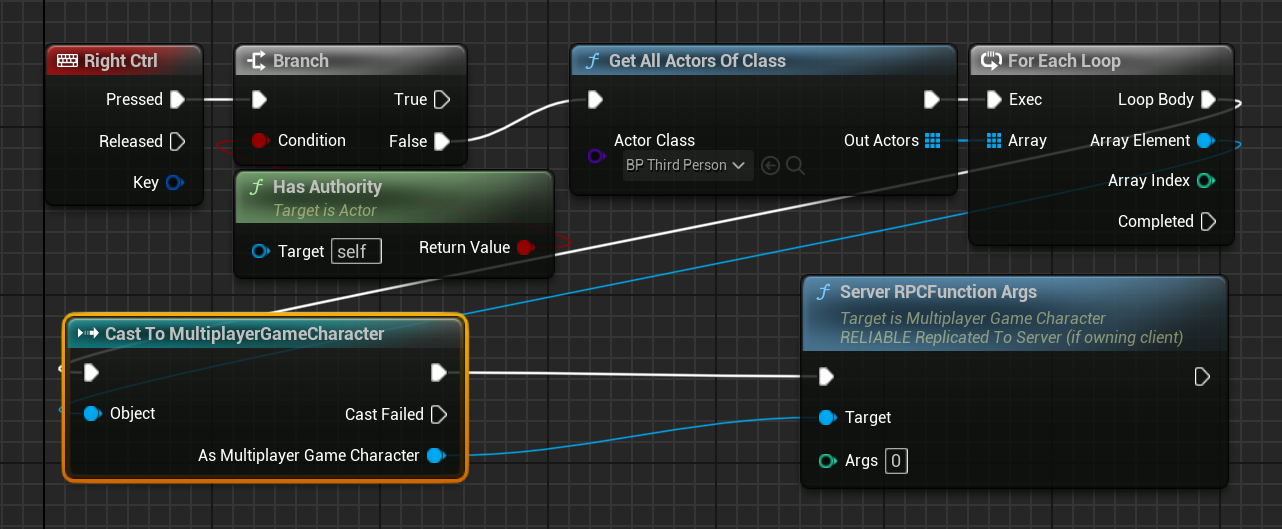 Right Ctrl
Pressed
Released
Key
Branch
True
Condition
False
Has Authority
Target is Actor
Target self
Return Value
Get All Actors Of Class
Actor Class
BP Third Person
Out Actors
For Each Loop
Exec
Loop Body
Array
Array Element
Array Index
Completed
Cast To MultiplayerGameCharacter
Object
Cast Failed
As Multiplayer Game Character
Server RPCFunction Args
Target is Multiplayer Game Character
RELIABLE Replicated To Server (if owning client)
Target
Args 0